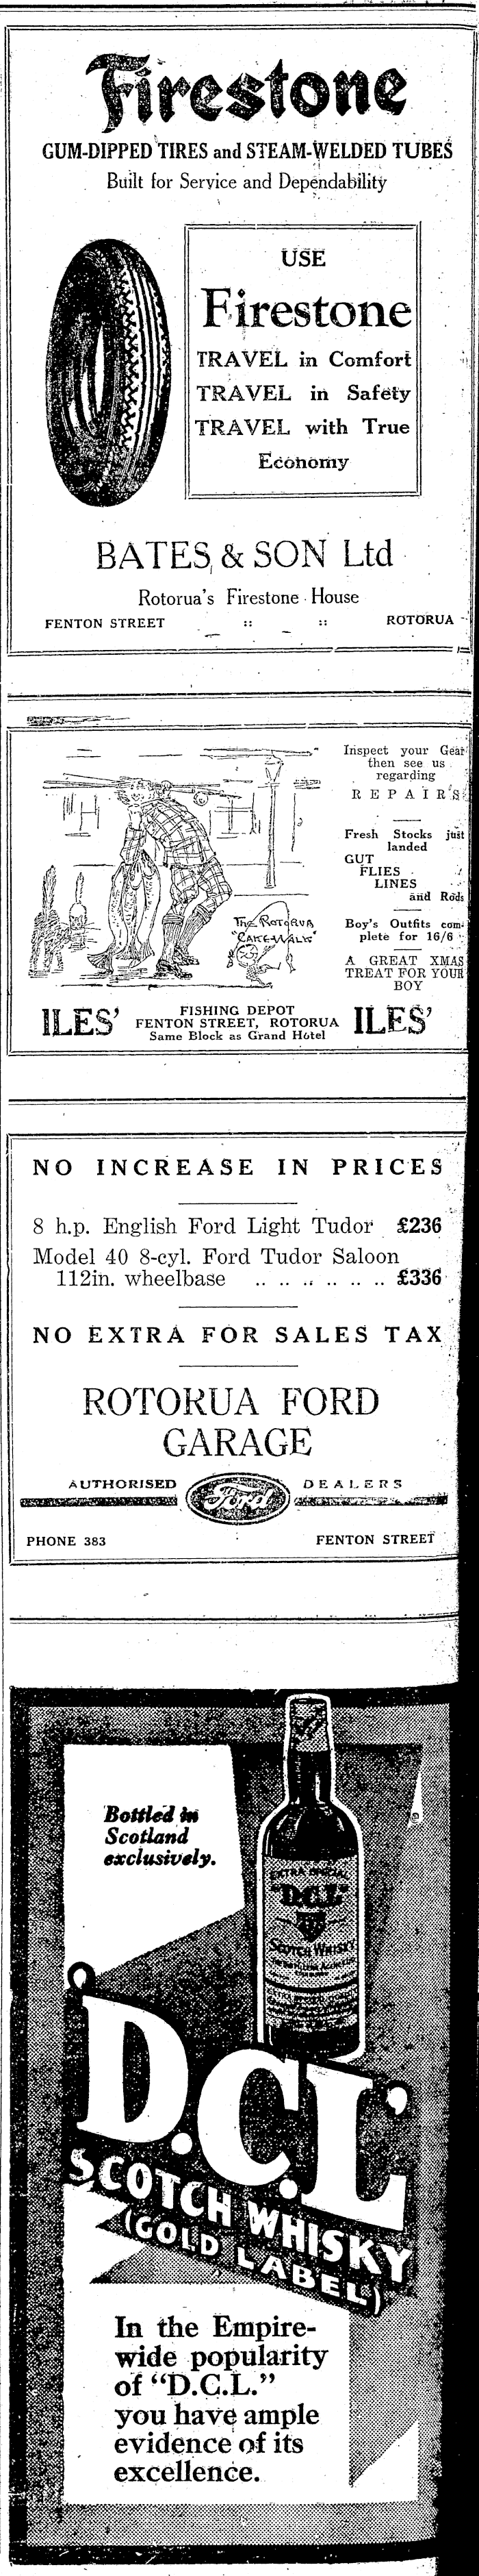 Firestone
GUM-DIPPED TIRES and STEAM-WELDED TUBES
Built for Service and Dependability
USE
Firestone
TRAVEL in Comfort
TRAVEL in Safety
TRAVEL with True
Economy
BATES & SON Ltd
Rotorua's Firestone House
FENTON STREET :: :: ROTORUA
Inspect your Gear
then see us
regarding
REPAIRS
Fresh Stocks just
landed
GUT
FLIES
LINES
and Rods
Boy's Outfits com-
plete for 16/6
A GREAT XMAS
TREAT FOR YOUR
BOY
The Rotorua
"Cake-Walk"
ILES' FISHING DEPOT ILES'
FENTON STREET, ROTORUA
Same Block as Grand Hotel
NO INCREASE IN PRICES
8 h.p. English Ford Light Tudor £236
Model 40 8-cyl. Ford Tudor Saloon
112in. wheelbase .. .. .. .. .. .. £336
NO EXTRA FOR SALES TAX
ROTORUA FORD
GARAGE
AUTHORISED Ford DEALERS
PHONE 383 FENTON STREET
Bottled in
Scotland
exclusively.
EXTRA SPECIAL
"D.C.L."
SCOTCH WHISKY
'D.C.L'
SCOTCH WHISKY
(GOLD LABEL)
In the Empire-
wide popularity
of "D.C.L."
you have ample
evidence of its
excellence.